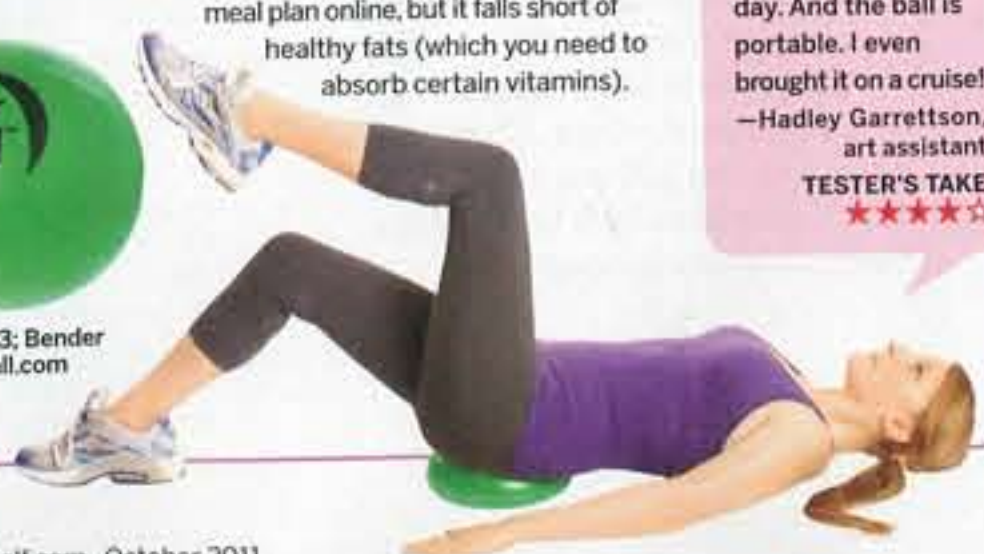 meal plan online, but it falls short of
healthy fats (which you need to
absorb certain vitamins).
day. And the ball is
portable. I even
brought it on a cruise!
—Hadley Garrettson,
art assistant
TESTER'S TAKE
★★★★☆
3; Bender
ll.com
October 2011